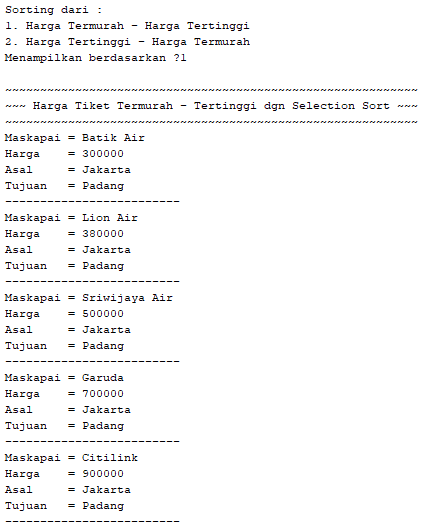 Sorting dari :
1. Harga Termurah - Harga Tertinggi
2. Harga Tertinggi - Harga Termurah
Menampilkan berdasarkan ?1
~~~~~~~~~~~~~~~~~~~~~~~~~~~~~~~~~~~~~~~~~~~~~~~~~~~~~~~~~~~
~~~ Harga Tiket Termurah - Tertinggi dgn Selection Sort ~~~
~~~~~~~~~~~~~~~~~~~~~~~~~~~~~~~~~~~~~~~~~~~~~~~~~~~~~~~~~~~
Maskapai = Batik Air
Harga    = 300000
Asal     = Jakarta
Tujuan   = Padang
-------------------------
Maskapai = Lion Air
Harga    = 380000
Asal     = Jakarta
Tujuan   = Padang
-------------------------
Maskapai = Sriwijaya Air
Harga    = 500000
Asal     = Jakarta
Tujuan   = Padang
-------------------------
Maskapai = Garuda
Harga    = 700000
Asal     = Jakarta
Tujuan   = Padang
-------------------------
Maskapai = Citilink
Harga    = 900000
Asal     = Jakarta
Tujuan   = Padang
-------------------------